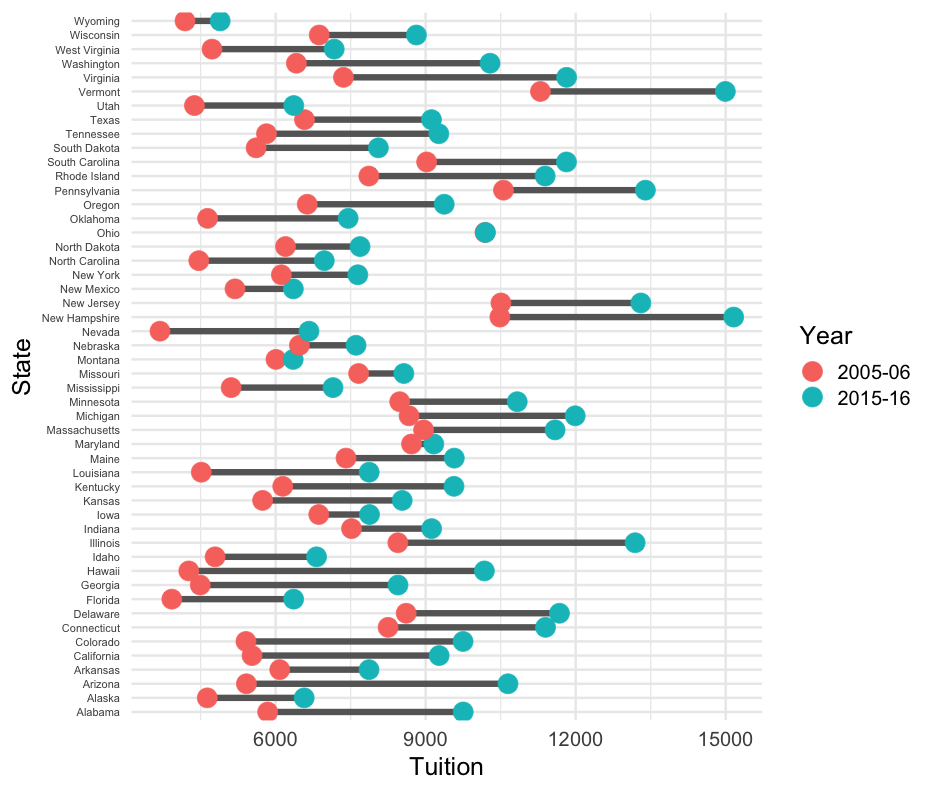 Wyoming
Wisconsin
West Virginia
Washington
Virginia
Vermont
Utah
Texas
Tennessee
South Dakota
South Carolina
Rhode Island
Pennsylvania
Oregon
Oklahoma
Ohio
North Dakota
North Carolina
New York
New Mexico
New Jersey
New Hampshire
Nevada
Nebraska
Montana
Missouri
Mississippi
Minnesota
Michigan
Massachusetts
Maryland
Maine
Louisiana
Kentucky
Kansas
Iowa
Indiana
Illinois
Idaho
Hawaii
Georgia
Florida
Delaware
Connecticut
Colorado
California
Arkansas
Arizona
Alaska
Alabama
State
6000 9000 12000 15000
Tuition
Year
2005-06
2015-16